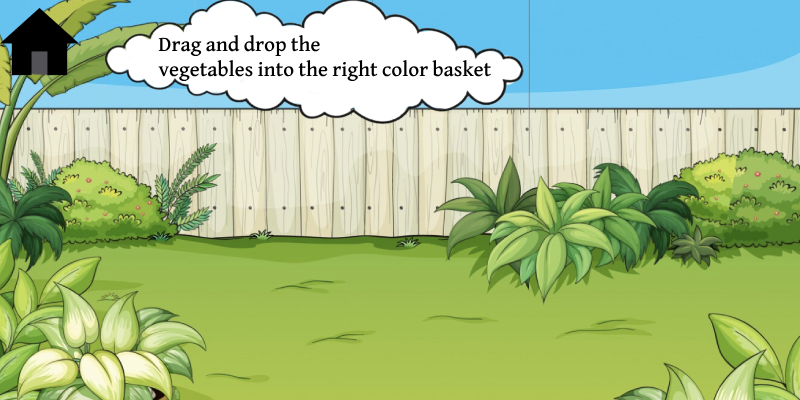 Drag and drop the
vegetables into the right color basket